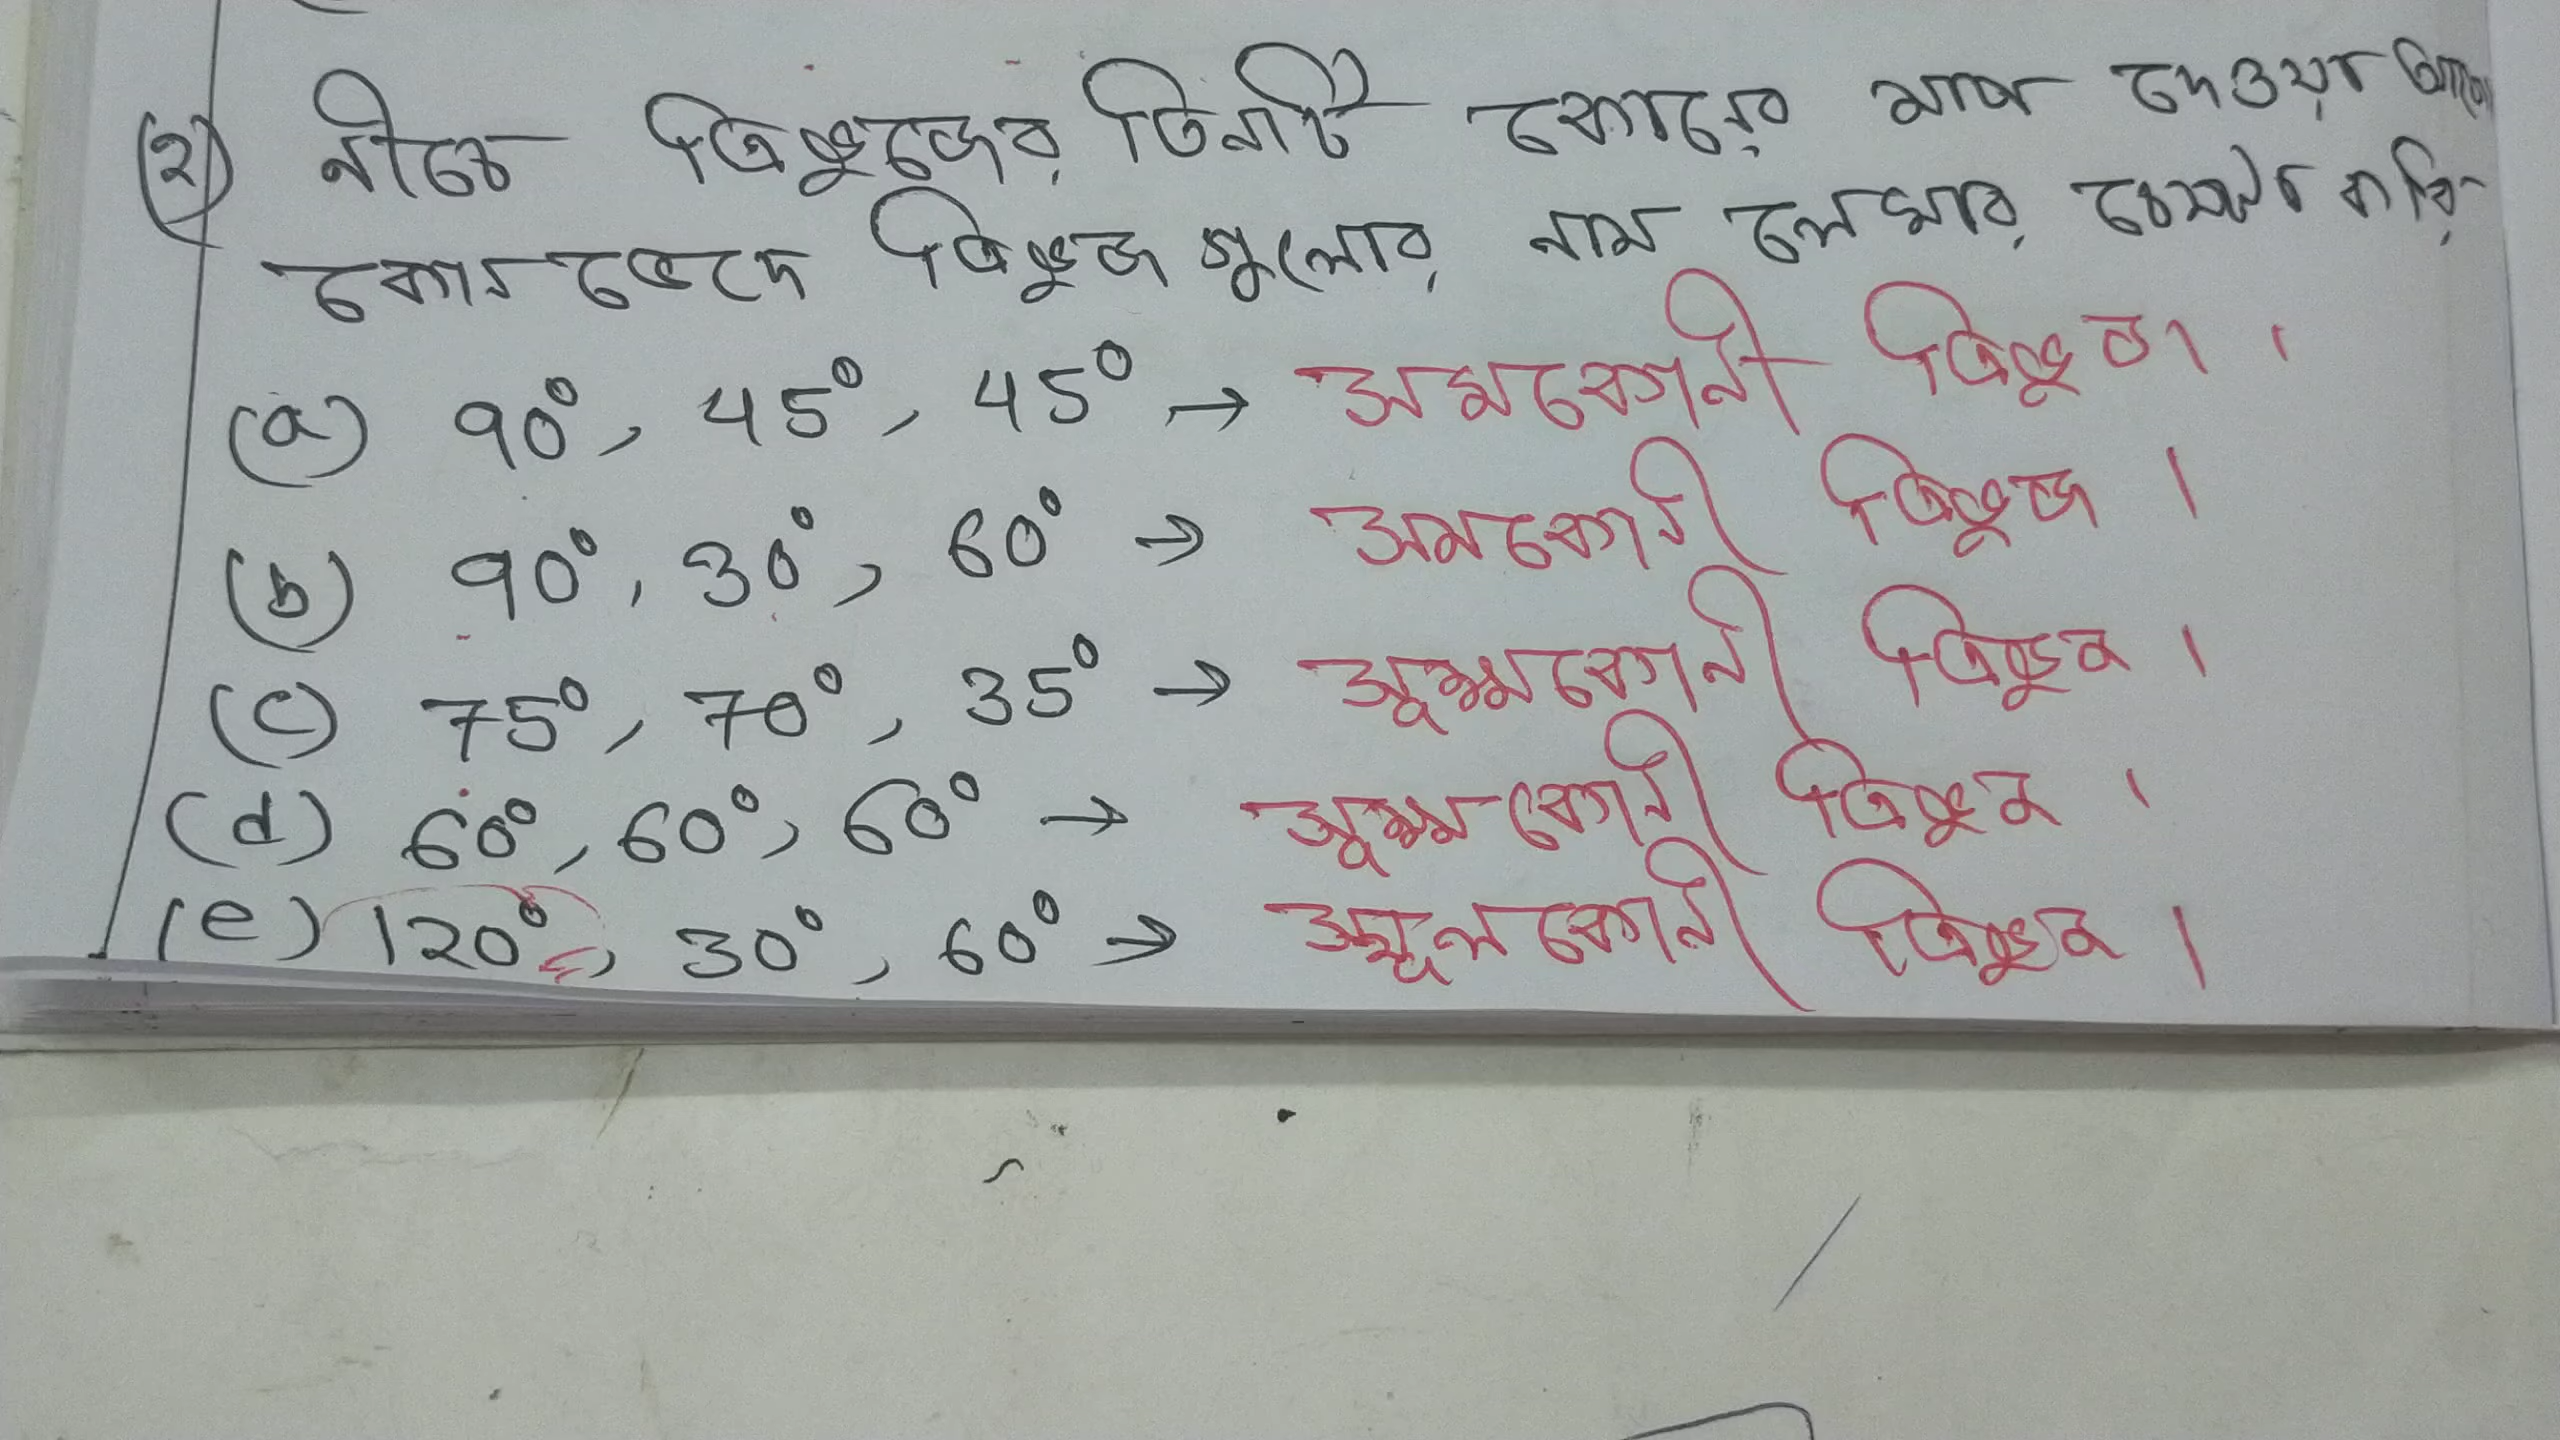 (২) নীচে ত্রিভুজের তিনটি কোনের মাপ দেওয়া আছে
কোন ভেদে ত্রিভুজ গুলোর নাম লেখার চেষ্টা করি-
(a) 90°, 45°, 45° → সমকোনী ত্রিভুজ।
(b) 90°, 30°, 60° → সমকোনী ত্রিভুজ।
(c) 75°, 70°, 35° → সূক্ষ্মকোনী ত্রিভুজ।
(d) 60°, 60°, 60° → সূক্ষ্মকোনী ত্রিভুজ।
(e) 120°, 30°, 60° → স্থূলকোনী ত্রিভুজ।